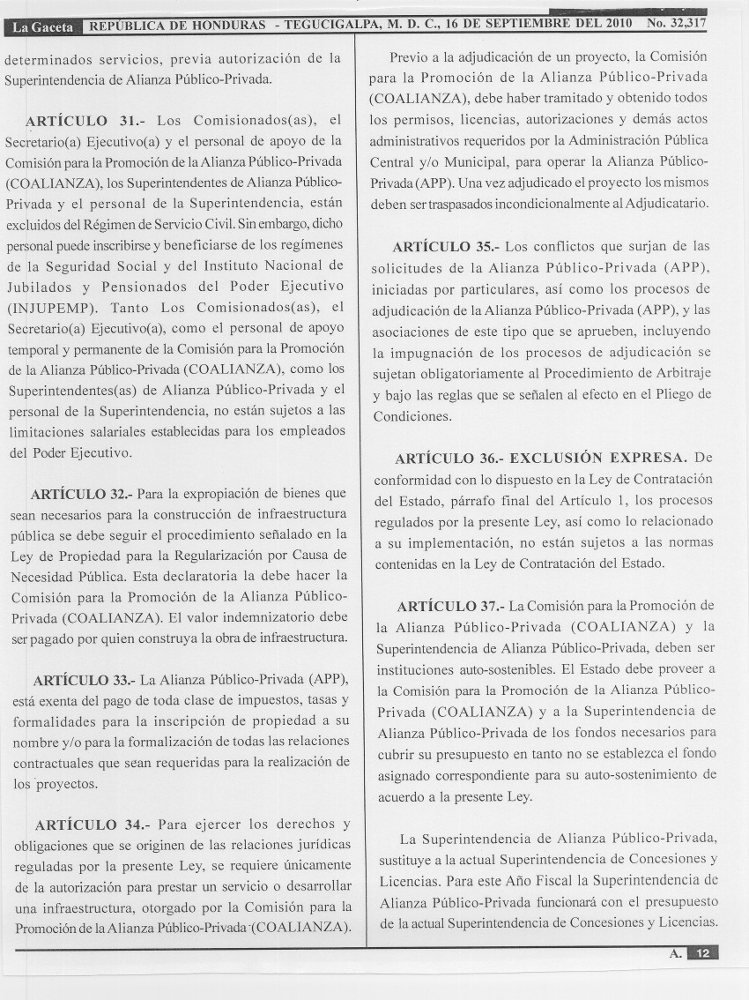 La Gaceta REPÚBLICA DE HONDURAS - TEGUCIGALPA, M. D. C., 16 DE SEPTIEMBRE DEL 2010 No. 32,317
determinados servicios, previa autorización de la
Superintendencia de Alianza Público-Privada.
ARTÍCULO 31.- Los Comisionados(as), el
Secretario(a) Ejecutivo(a) y el personal de apoyo de la
Comisión para la Promoción de la Alianza Público-Privada
(COALIANZA), los Superintendentes de Alianza Público-
Privada y el personal de la Superintendencia, están
excluidos del Régimen de Servicio Civil. Sin embargo, dicho
personal puede inscribirse y beneficiarse de los regímenes
de la Seguridad Social y del Instituto Nacional de
Jubilados y Pensionados del Poder Ejecutivo
(INJUPEMP). Tanto Los Comisionados(as), el
Secretario(a) Ejecutivo(a), como el personal de apoyo
temporal y permanente de la Comisión para la Promoción
de la Alianza Público-Privada (COALIANZA), como los
Superintendentes(as) de Alianza Público-Privada y el
personal de la Superintendencia, no están sujetos a las
limitaciones salariales establecidas para los empleados
del Poder Ejecutivo.
ARTÍCULO 32.- Para la expropiación de bienes que
sean necesarios para la construcción de infraestructura
pública se debe seguir el procedimiento señalado en la
Ley de Propiedad para la Regularización por Causa de
Necesidad Pública. Esta declaratoria la debe hacer la
Comisión para la Promoción de la Alianza Público-
Privada (COALIANZA). El valor indemnizatorio debe
ser pagado por quien construya la obra de infraestructura.
ARTÍCULO 33.- La Alianza Público-Privada (APP),
está exenta del pago de toda clase de impuestos, tasas y
formalidades para la inscripción de propiedad a su
nombre y/o para la formalización de todas las relaciones
contractuales que sean requeridas para la realización de
los proyectos.
ARTÍCULO 34.- Para ejercer los derechos y
obligaciones que se originen de las relaciones jurídicas
reguladas por la presente Ley, se requiere únicamente
de la autorización para prestar un servicio o desarrollar
una infraestructura, otorgado por la Comisión para la
Promoción de la Alianza Público-Privada (COALIANZA).
Previo a la adjudicación de un proyecto, la Comisión
para la Promoción de la Alianza Público-Privada
(COALIANZA), debe haber tramitado y obtenido todos
los permisos, licencias, autorizaciones y demás actos
administrativos requeridos por la Administración Pública
Central y/o Municipal, para operar la Alianza Público-
Privada (APP). Una vez adjudicado el proyecto los mismos
deben ser traspasados incondicionalmente al Adjudicatario.
ARTÍCULO 35.- Los conflictos que surjan de las
solicitudes de la Alianza Público-Privada (APP),
iniciadas por particulares, así como los procesos de
adjudicación de la Alianza Público-Privada (APP), y las
asociaciones de este tipo que se aprueben, incluyendo
la impugnación de los procesos de adjudicación se
sujetan obligatoriamente al Procedimiento de Arbitraje
y bajo las reglas que se señalen al efecto en el Pliego de
Condiciones.
ARTÍCULO 36.- EXCLUSIÓN EXPRESA. De
conformidad con lo dispuesto en la Ley de Contratación
del Estado, párrafo final del Artículo 1, los procesos
regulados por la presente Ley, así como lo relacionado
a su implementación, no están sujetos a las normas
contenidas en la Ley de Contratación del Estado.
ARTÍCULO 37.- La Comisión para la Promoción de
la Alianza Público-Privada (COALIANZA) y la
Superintendencia de Alianza Público-Privada, deben ser
instituciones auto-sostenibles. El Estado debe proveer a
la Comisión para la Promoción de la Alianza Público-
Privada (COALIANZA) y a la Superintendencia de
Alianza Público-Privada de los fondos necesarios para
cubrir su presupuesto en tanto no se establezca el fondo
asignado correspondiente para su auto-sostenimiento de
acuerdo a la presente Ley.
La Superintendencia de Alianza Público-Privada,
sustituye a la actual Superintendencia de Concesiones y
Licencias. Para este Año Fiscal la Superintendencia de
Alianza Público-Privada funcionará con el presupuesto
de la actual Superintendencia de Concesiones y Licencias.
A. 12